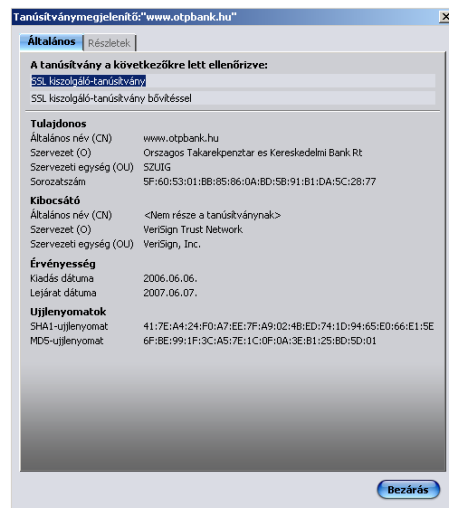 Tanúsítványmegjelenítő:"www.otpbank.hu"
Általános Részletek
A tanúsítvány a következőkre lett ellenőrizve:
SSL kiszolgáló-tanúsítvány
SSL kiszolgáló-tanúsítvány bővítéssel
Tulajdonos
Általános név (CN) www.otpbank.hu
Szervezet (O) Orszagos Takarekpenztar es Kereskedelmi Bank Rt
Szervezeti egység (OU) SZUIG
Sorozatszám 5F:60:53:01:BB:85:86:0A:BD:5B:91:B1:DA:5C:28:77
Kibocsátó
Általános név (CN) <Nem része a tanúsítványnak>
Szervezet (O) VeriSign Trust Network
Szervezeti egység (OU) VeriSign, Inc.
Érvényesség
Kiadás dátuma 2006.06.06.
Lejárat dátuma 2007.06.07.
Ujjlenyomatok
SHA1-ujjlenyomat 41:7E:A4:24:F0:A7:EE:7F:A9:02:4B:ED:74:1D:94:65:E0:66:E1:5E
MD5-ujjlenyomat 6F:BE:99:1F:3C:A5:7E:1C:0F:0A:3E:B1:25:BD:5D:01
Bezárás